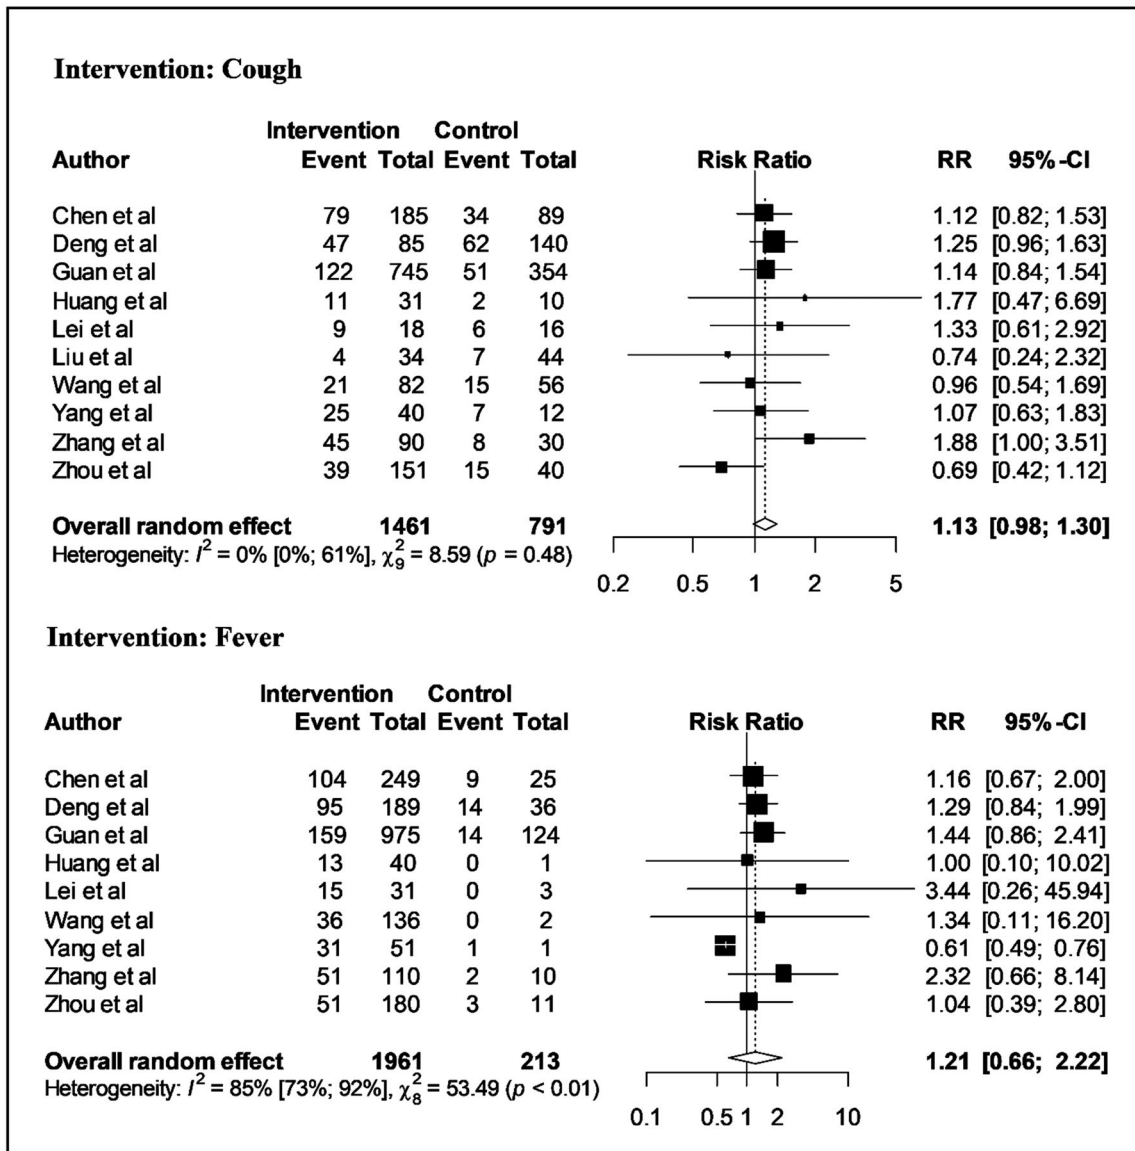 Intervention: Cough
Intervention Control
Author Event Total Event Total Risk Ratio RR 95% -CI
Chen et al 79 185 34 89 1.12 [0.82; 1.53]
Deng et al 47 85 62 140 1.25 [0.96; 1.63]
Guan et al 122 745 51 354 1.14 [0.84; 1.54]
Huang et al 11 31 2 10 1.77 [0.47; 6.69]
Lei et al 9 18 6 16 1.33 [0.61; 2.92]
Liu et al 4 34 7 44 0.74 [0.24; 2.32]
Wang et al 21 82 15 56 0.96 [0.54; 1.69]
Yang et al 25 40 7 12 1.07 [0.63; 1.83]
Zhang et al 45 90 8 30 1.88 [1.00; 3.51]
Zhou et al 39 151 15 40 0.69 [0.42; 1.12]
Overall random effect 1461 791 1.13 [0.98; 1.30]
Heterogeneity: I² = 0% [0%; 61%], χ²₉ = 8.59 (p = 0.48)
0.2 0.5 1 2 5
Intervention: Fever
Intervention Control
Author Event Total Event Total Risk Ratio RR 95% -CI
Chen et al 104 249 9 25 1.16 [0.67; 2.00]
Deng et al 95 189 14 36 1.29 [0.84; 1.99]
Guan et al 159 975 14 124 1.44 [0.86; 2.41]
Huang et al 13 40 0 1 1.00 [0.10; 10.02]
Lei et al 15 31 0 3 3.44 [0.26; 45.94]
Wang et al 36 136 0 2 1.34 [0.11; 16.20]
Yang et al 31 51 1 1 0.61 [0.49; 0.76]
Zhang et al 51 110 2 10 2.32 [0.66; 8.14]
Zhou et al 51 180 3 11 1.04 [0.39; 2.80]
Overall random effect 1961 213 1.21 [0.66; 2.22]
Heterogeneity: I² = 85% [73%; 92%], χ²₈ = 53.49 (p < 0.01)
0.1 0.5 1 2 10